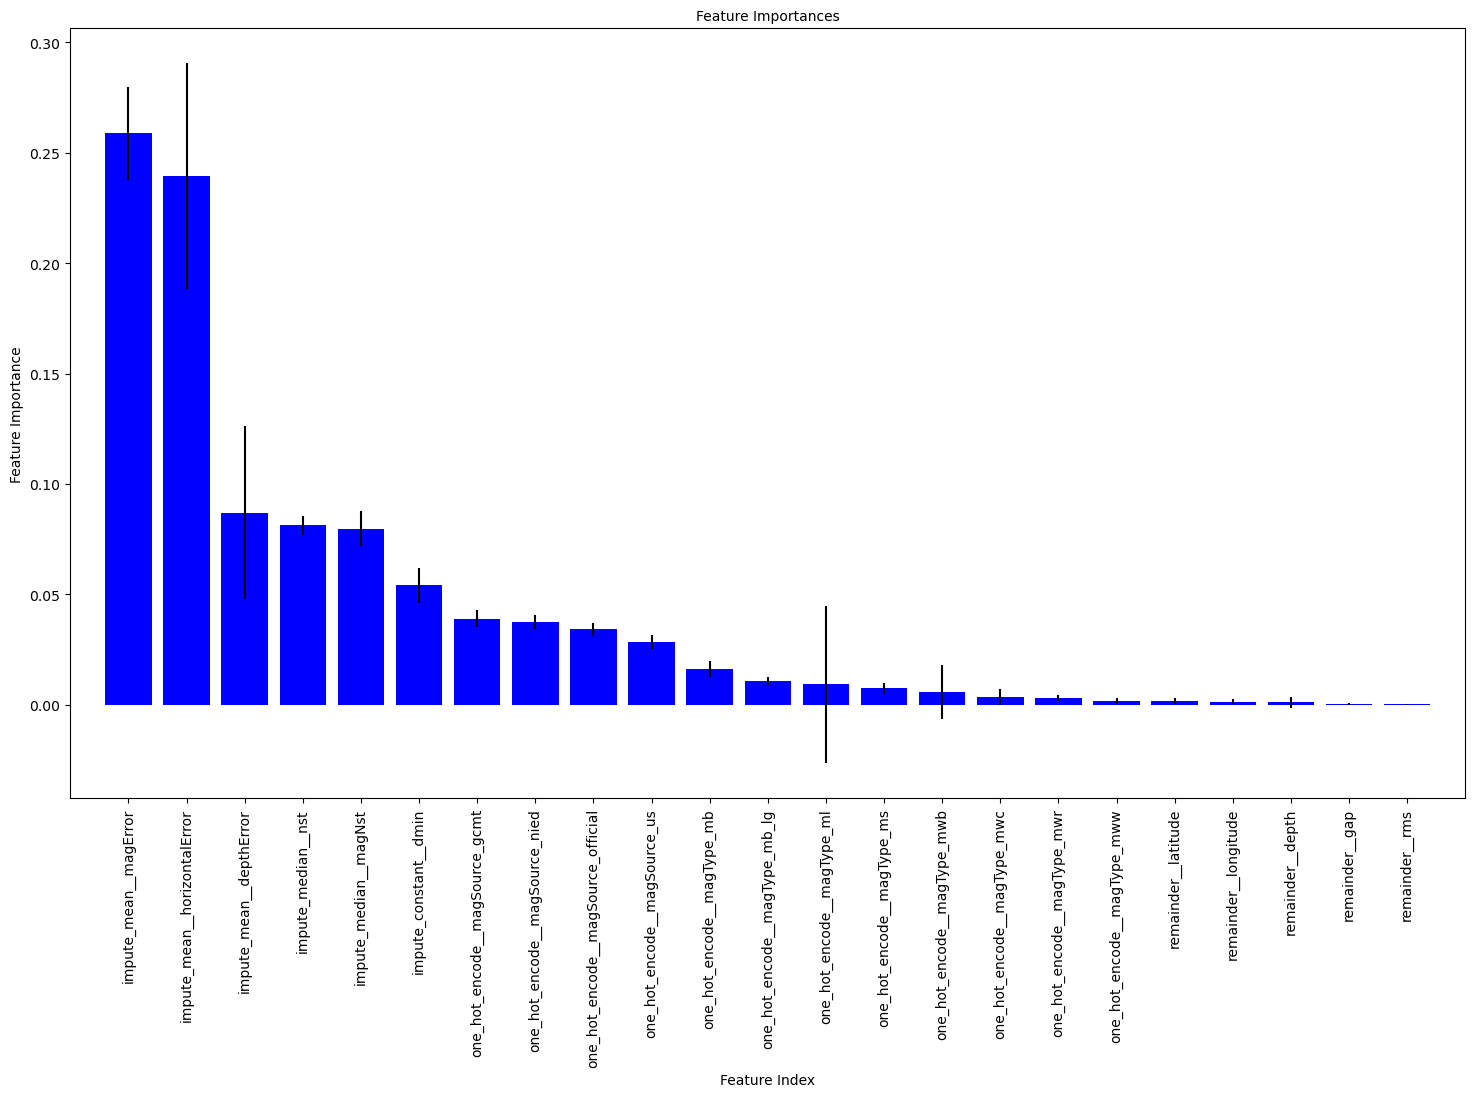 Feature Importances
0.30
0.25
0.20
0.15
0.10
0.05
0.00
Feature Importance
impute_mean__magError
impute_mean__horizontalError
impute_mean__depthError
impute_median__nst
impute_median__magNst
impute_constant__dmin
one_hot_encode__magSource_gcmt
one_hot_encode__magSource_nied
one_hot_encode__magSource_official
one_hot_encode__magSource_us
one_hot_encode__magType_mb
one_hot_encode__magType_mb_lg
one_hot_encode__magType_ml
one_hot_encode__magType_ms
one_hot_encode__magType_mwb
one_hot_encode__magType_mwc
one_hot_encode__magType_mwr
one_hot_encode__magType_mww
remainder__latitude
remainder__longitude
remainder__depth
remainder__gap
remainder__rms
Feature Index